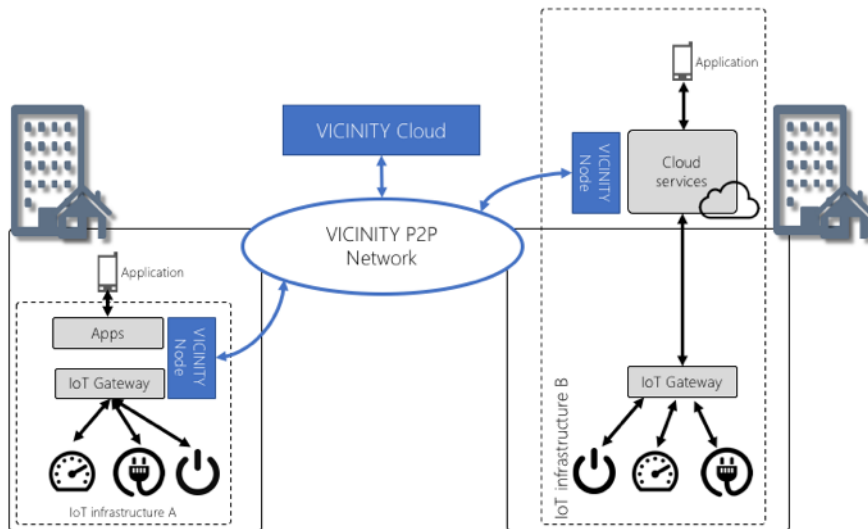 Application
VICINITY Cloud
VICINITY
Node
Cloud
services
VICINITY P2P
Network
Application
Apps
VICINITY
Node
IoT Gateway
IoT Gateway
IoT infrastructure B
IoT infrastructure A